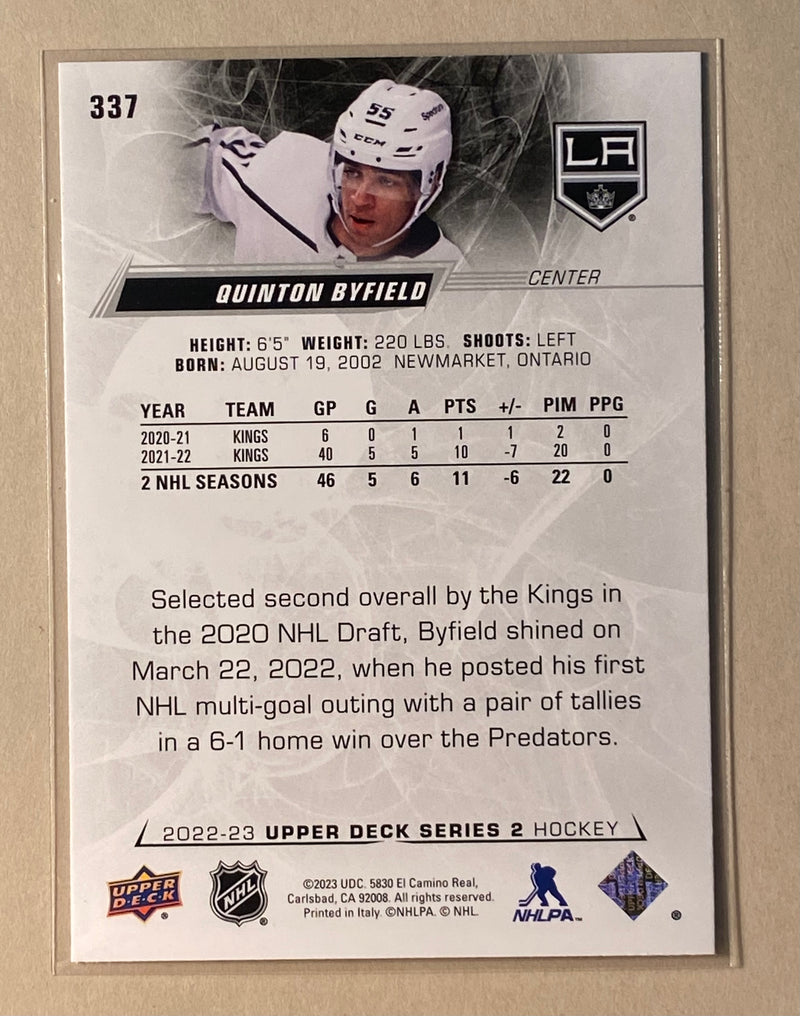 337
55
CCM
Spectrum
LA
QUINTON BYFIELD
CENTER
HEIGHT: 6'5" WEIGHT: 220 LBS. SHOOTS: LEFT
BORN: AUGUST 19, 2002 NEWMARKET, ONTARIO
YEAR TEAM GP G A PTS +/- PIM PPG
2020-21 KINGS 6 0 1 1 1 2 0
2021-22 KINGS 40 5 5 10 -7 20 0
2 NHL SEASONS 46 5 6 11 -6 22 0
Selected second overall by the Kings in
the 2020 NHL Draft, Byfield shined on
March 22, 2022, when he posted his first
NHL multi-goal outing with a pair of tallies
in a 6-1 home win over the Predators.
2022-23 UPPER DECK SERIES 2 HOCKEY
UPPER
D·E·C·K
®
NHL
®
©2023 UDC. 5830 El Camino Real,
Carlsbad, CA 92008. All rights reserved.
Printed in Italy. ©NHLPA. © NHL.
NHLPA™
®